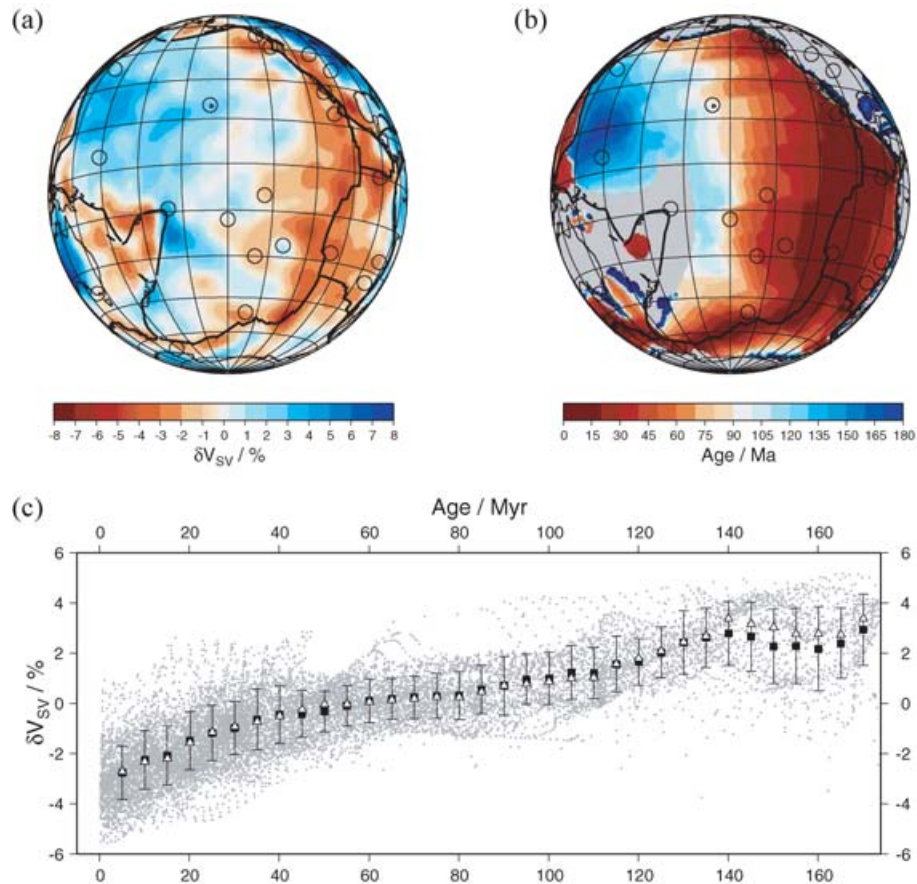 (a)
(b)
-8 -7 -6 -5 -4 -3 -2 -1 0 1 2 3 4 5 6 7 8
δV_SV / %
0 15 30 45 60 75 90 105 120 135 150 165 180
Age / Ma
(c)
Age / Myr
0 20 40 60 80 100 120 140 160
6 6
4 4
2 2
0 0
-2 -2
-4 -4
-6 -6
δV_SV / %
δV_SV / %
0 20 40 60 80 100 120 140 160